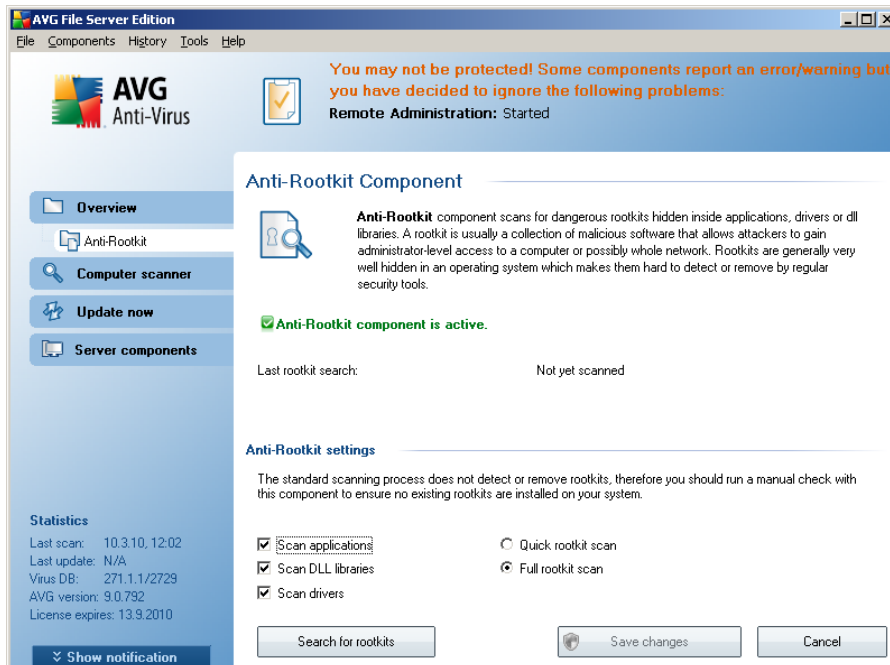 AVG File Server Edition
File Components History Tools Help
AVG
Anti-Virus
You may not be protected! Some components report an error/warning but
you have decided to ignore the following problems:
Remote Administration: Started
Overview
Anti-Rootkit
Computer scanner
Update now
Server components
Anti-Rootkit Component
Anti-Rootkit component scans for dangerous rootkits hidden inside applications, drivers or dll
libraries. A rootkit is usually a collection of malicious software that allows attackers to gain
administrator-level access to a computer or possibly whole network. Rootkits are generally very
well hidden in an operating system which makes them hard to detect or remove by regular
security tools.
Anti-Rootkit component is active.
Last rootkit search: Not yet scanned
Anti-Rootkit settings
The standard scanning process does not detect or remove rootkits, therefore you should run a manual check with
this component to ensure no existing rootkits are installed on your system.
Scan applications
Quick rootkit scan
Scan DLL libraries
Full rootkit scan
Scan drivers
Search for rootkits
Save changes
Cancel
Statistics
Last scan: 10.3.10, 12:02
Last update: N/A
Virus DB: 271.1.1/2729
AVG version: 9.0.792
License expires: 13.9.2010
Show notification